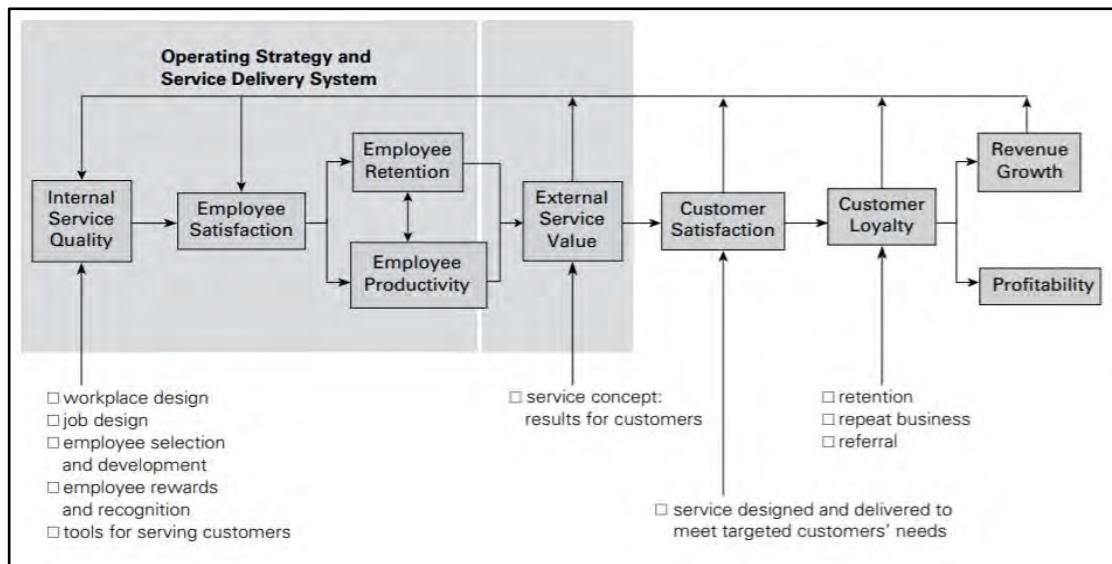 Operating Strategy and
Service Delivery System
Internal
Service
Quality
Employee
Satisfaction
Employee
Retention
Employee
Productivity
External
Service
Value
Customer
Satisfaction
Customer
Loyalty
Revenue
Growth
Profitability
□ workplace design
□ job design
□ employee selection
and development
□ employee rewards
and recognition
□ tools for serving customers
□ service concept:
results for customers
□ service designed and delivered to
meet targeted customers’ needs
□ retention
□ repeat business
□ referral